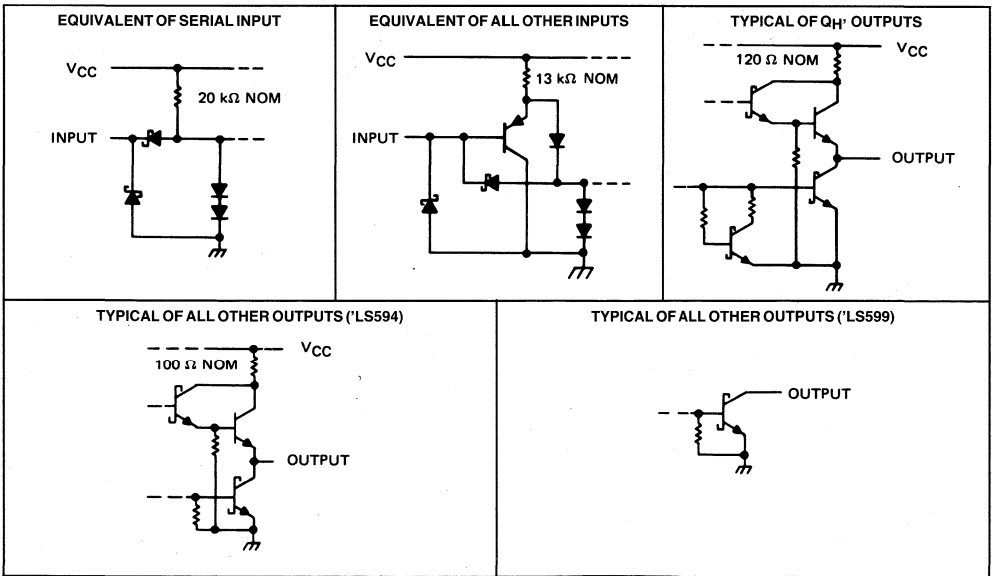 EQUIVALENT OF SERIAL INPUT
VCC
20 kΩ NOM
INPUT
EQUIVALENT OF ALL OTHER INPUTS
VCC
13 kΩ NOM
INPUT
TYPICAL OF QH' OUTPUTS
VCC
120 Ω NOM
OUTPUT
TYPICAL OF ALL OTHER OUTPUTS ('LS594)
VCC
100 Ω NOM
OUTPUT
TYPICAL OF ALL OTHER OUTPUTS ('LS599)
OUTPUT